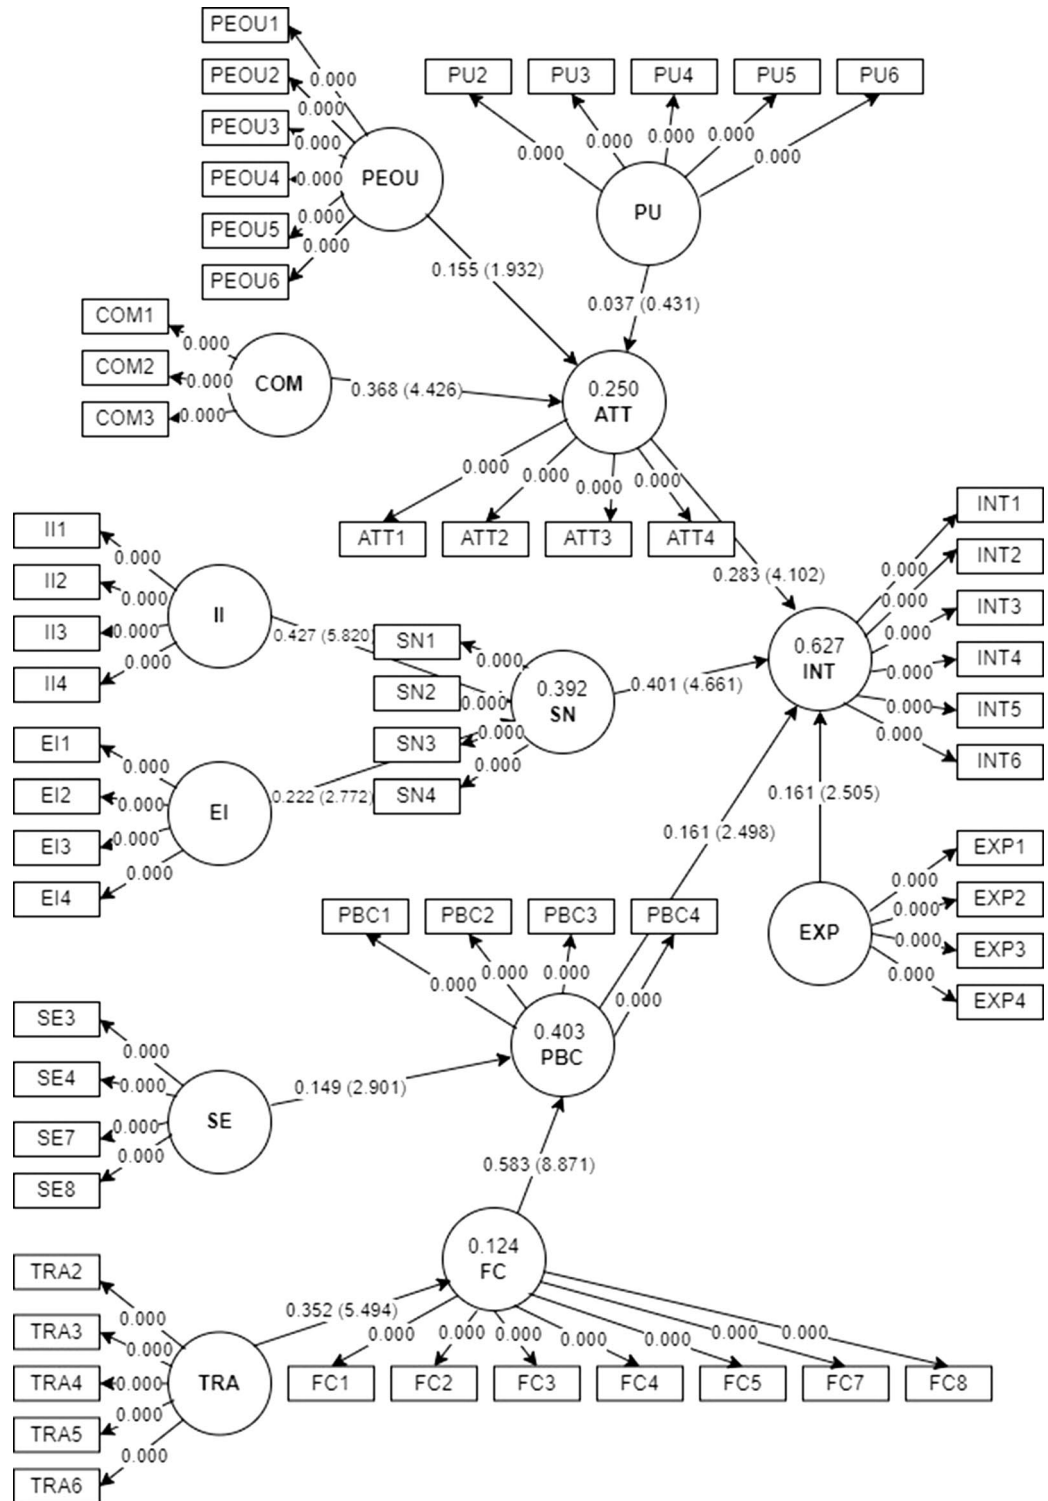 PEOU1
PEOU2
PEOU3
PEOU4
PEOU5
PEOU6
0.000
0.000
0.000
0.000
0.000
0.000
PEOU
PU2
PU3
PU4
PU5
PU6
0.000
0.000
0.000
0.000
0.000
PU
0.155 (1.932)
0.037 (0.431)
COM1
COM2
COM3
0.000
0.000
0.000
COM
0.368 (4.426)
0.250
ATT
0.000
0.000
0.000
0.000
ATT1
ATT2
ATT3
ATT4
0.283 (4.102)
II1
II2
II3
II4
0.000
0.000
0.000
0.000
II
0.427 (5.820)
SN1
SN2
SN3
SN4
0.000
0.000
0.000
0.000
0.392
SN
0.401 (4.661)
0.627
INT
0.000
0.000
0.000
0.000
0.000
0.000
INT1
INT2
INT3
INT4
INT5
INT6
EI1
EI2
EI3
EI4
0.000
0.000
0.000
0.000
EI
0.222 (2.772)
0.161 (2.505)
0.161 (2.498)
EXP
0.000
0.000
0.000
0.000
EXP1
EXP2
EXP3
EXP4
PBC1
PBC2
PBC3
PBC4
0.000
0.000
0.000
0.000
0.403
PBC
SE3
SE4
SE7
SE8
0.000
0.000
0.000
0.000
SE
0.149 (2.901)
0.583 (8.871)
0.124
FC
0.352 (5.494)
TRA2
TRA3
TRA4
TRA5
TRA6
0.000
0.000
0.000
0.000
0.000
TRA
0.000
0.000
0.000
0.000
0.000
0.000
0.000
FC1
FC2
FC3
FC4
FC5
FC7
FC8